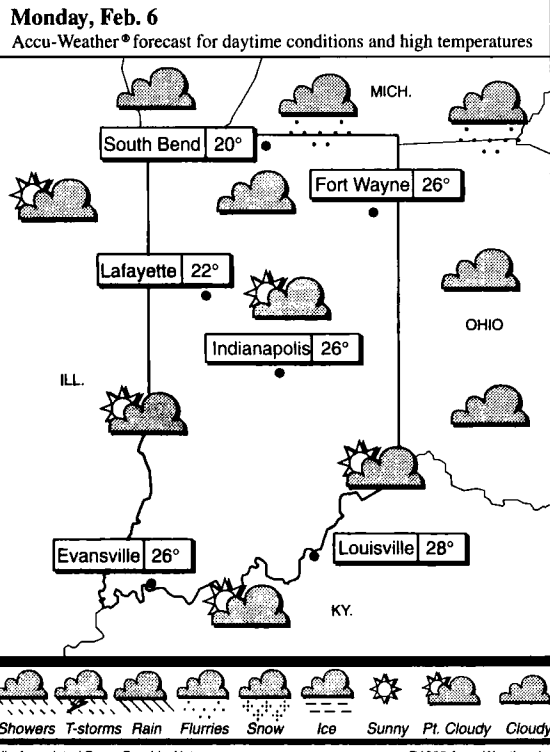 Monday, Feb. 6
Accu-Weather® forecast for daytime conditions and high temperatures
MICH.
South Bend 20°
Fort Wayne 26°
Lafayette 22°
OHIO
Indianapolis 26°
ILL.
Evansville 26°
Louisville 28°
KY.
Showers T-storms Rain Flurries Snow Ice Sunny Pt. Cloudy Cloudy